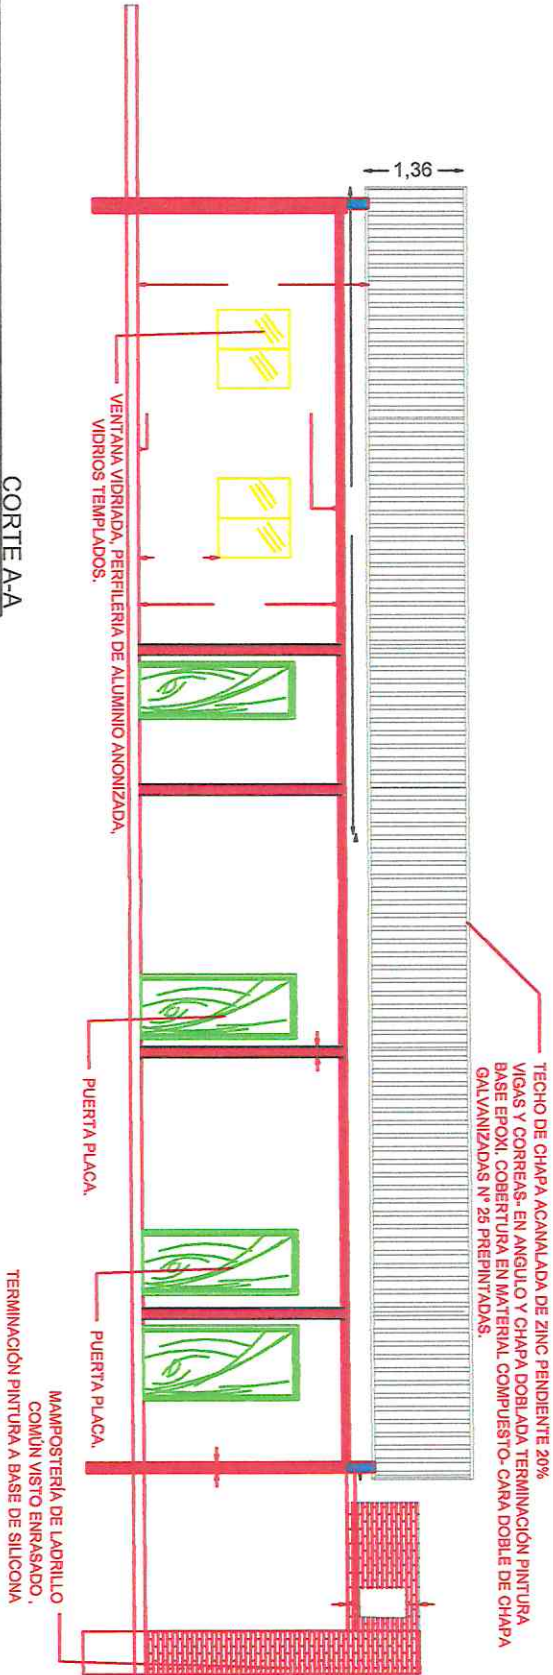 1,36
TECHO DE CHAPA ACANALADA DE ZINC PENDIENTE 20%
VIGAS Y CORREAS- EN ANGULO Y CHAPA DOBLADA TERMINACIÓN PINTURA
BASE EPOXI. COBERTURA EN MATERIAL COMPUESTO- CARA DOBLE DE CHAPA
GALVANIZADAS N° 25 PREPINTADAS.
VENTANA VIDRIADA, PERFILERIA DE ALUMINIO ANONIZADA,
VIDRIOS TEMPLADOS.
PUERTA PLACA.
PUERTA PLACA.
MAMPOSTERÍA DE LADRILLO
COMÚN VISTO ENRASADO ,
TERMINACIÓN PINTURA A BASE DE SILICONA
CORTE A-A